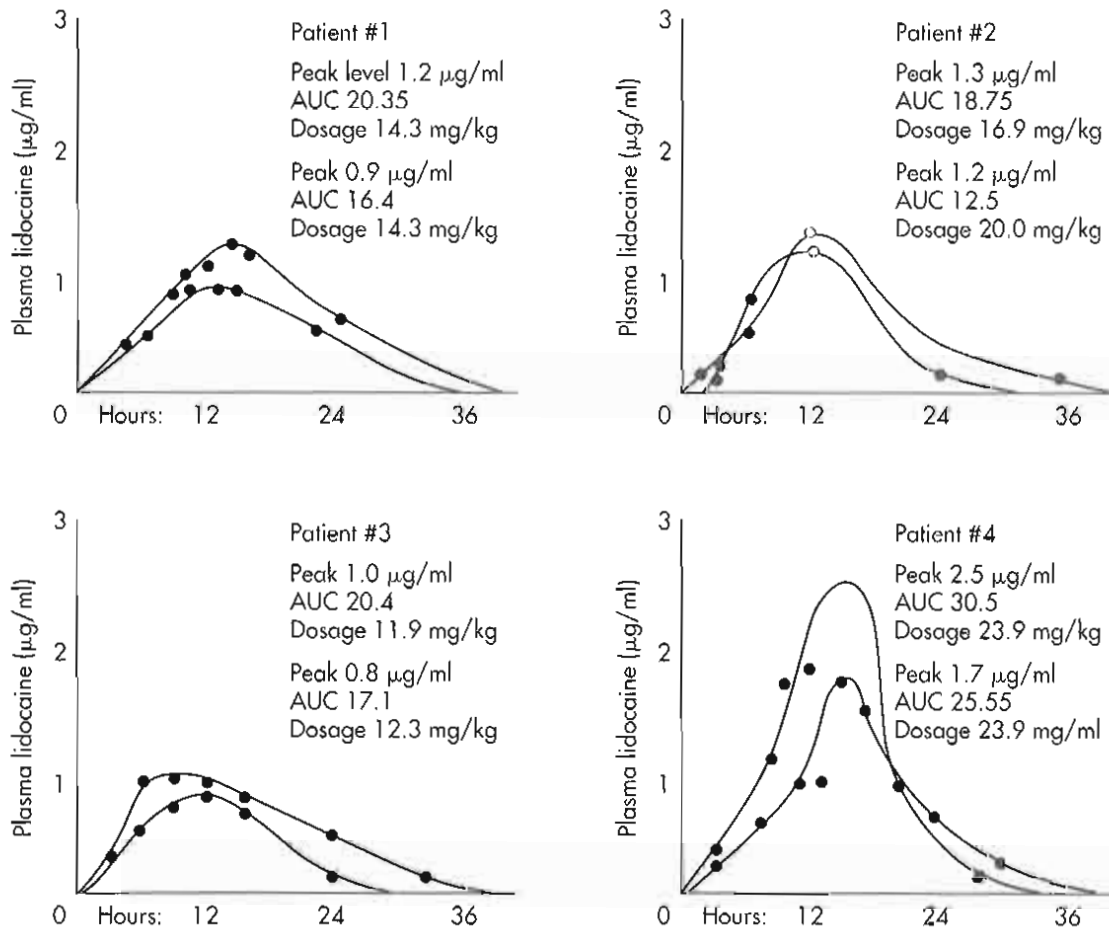 Plasma lidocaine (μg/ml)
3
2
1
0
Hours:
12
24
36
Patient #1
Peak level 1.2 μg/ml
AUC 20.35
Dosage 14.3 mg/kg
Peak 0.9 μg/ml
AUC 16.4
Dosage 14.3 mg/kg
Plasma lidocaine (μg/ml)
3
2
1
0
Hours:
12
24
36
Patient #2
Peak 1.3 μg/ml
AUC 18.75
Dosage 16.9 mg/kg
Peak 1.2 μg/ml
AUC 12.5
Dosage 20.0 mg/kg
Plasma lidocaine (μg/ml)
3
2
1
0
Hours:
12
24
36
Patient #3
Peak 1.0 μg/ml
AUC 20.4
Dosage 11.9 mg/kg
Peak 0.8 μg/ml
AUC 17.1
Dosage 12.3 mg/kg
Plasma lidocaine (μg/ml)
3
2
1
0
Hours:
12
24
36
Patient #4
Peak 2.5 μg/ml
AUC 30.5
Dosage 23.9 mg/kg
Peak 1.7 μg/ml
AUC 25.55
Dosage 23.9 mg/ml